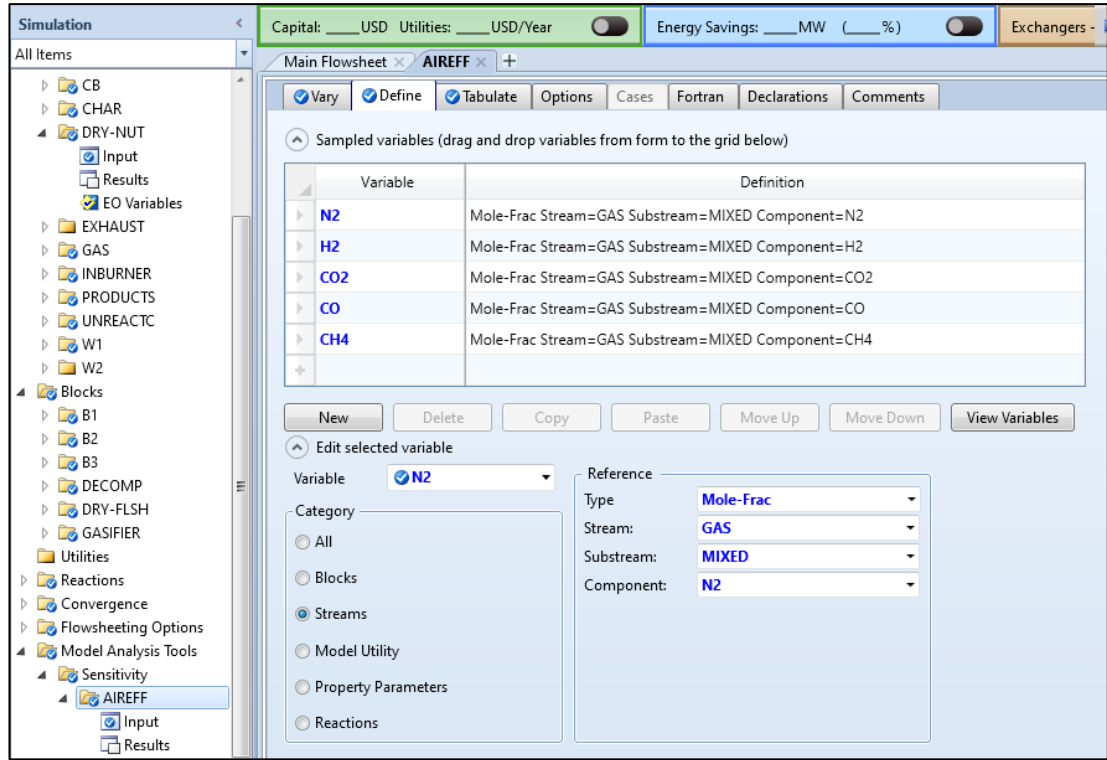 Simulation <
Capital: ____ USD Utilities: ____ USD/Year
Energy Savings: ____ MW ( ____ %)
Exchangers -
All Items
Main Flowsheet × AIREFF × +
CB
CHAR
DRY-NUT
Input
Results
EO Variables
EXHAUST
GAS
INBURNER
PRODUCTS
UNREACTC
W1
W2
Blocks
B1
B2
B3
DECOMP
DRY-FLSH
GASIFIER
Utilities
Reactions
Convergence
Flowsheeting Options
Model Analysis Tools
Sensitivity
AIREFF
Input
Results
Vary Define Tabulate Options Cases Fortran Declarations Comments
Sampled variables (drag and drop variables from form to the grid below)
Variable Definition
N2 Mole-Frac Stream=GAS Substream=MIXED Component=N2
H2 Mole-Frac Stream=GAS Substream=MIXED Component=H2
CO2 Mole-Frac Stream=GAS Substream=MIXED Component=CO2
CO Mole-Frac Stream=GAS Substream=MIXED Component=CO
CH4 Mole-Frac Stream=GAS Substream=MIXED Component=CH4
New Delete Copy Paste Move Up Move Down View Variables
Edit selected variable
Variable N2
Category
All
Blocks
Streams
Model Utility
Property Parameters
Reactions
Reference
Type Mole-Frac
Stream: GAS
Substream: MIXED
Component: N2